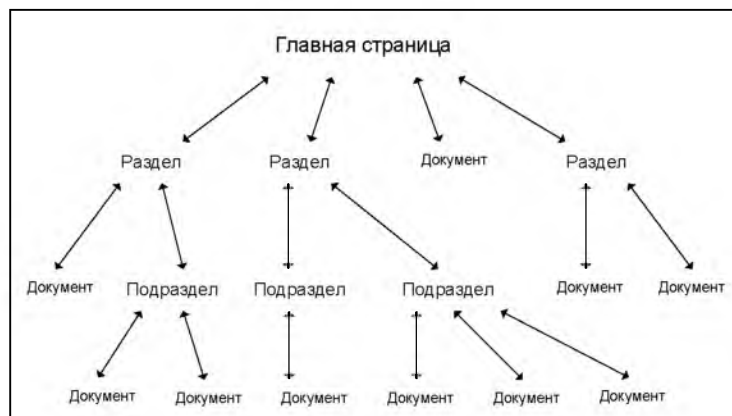 Главная страница
Раздел Раздел Документ Раздел
Документ Подраздел Подраздел Подраздел Документ Документ
Документ Документ Документ Документ Документ Документ